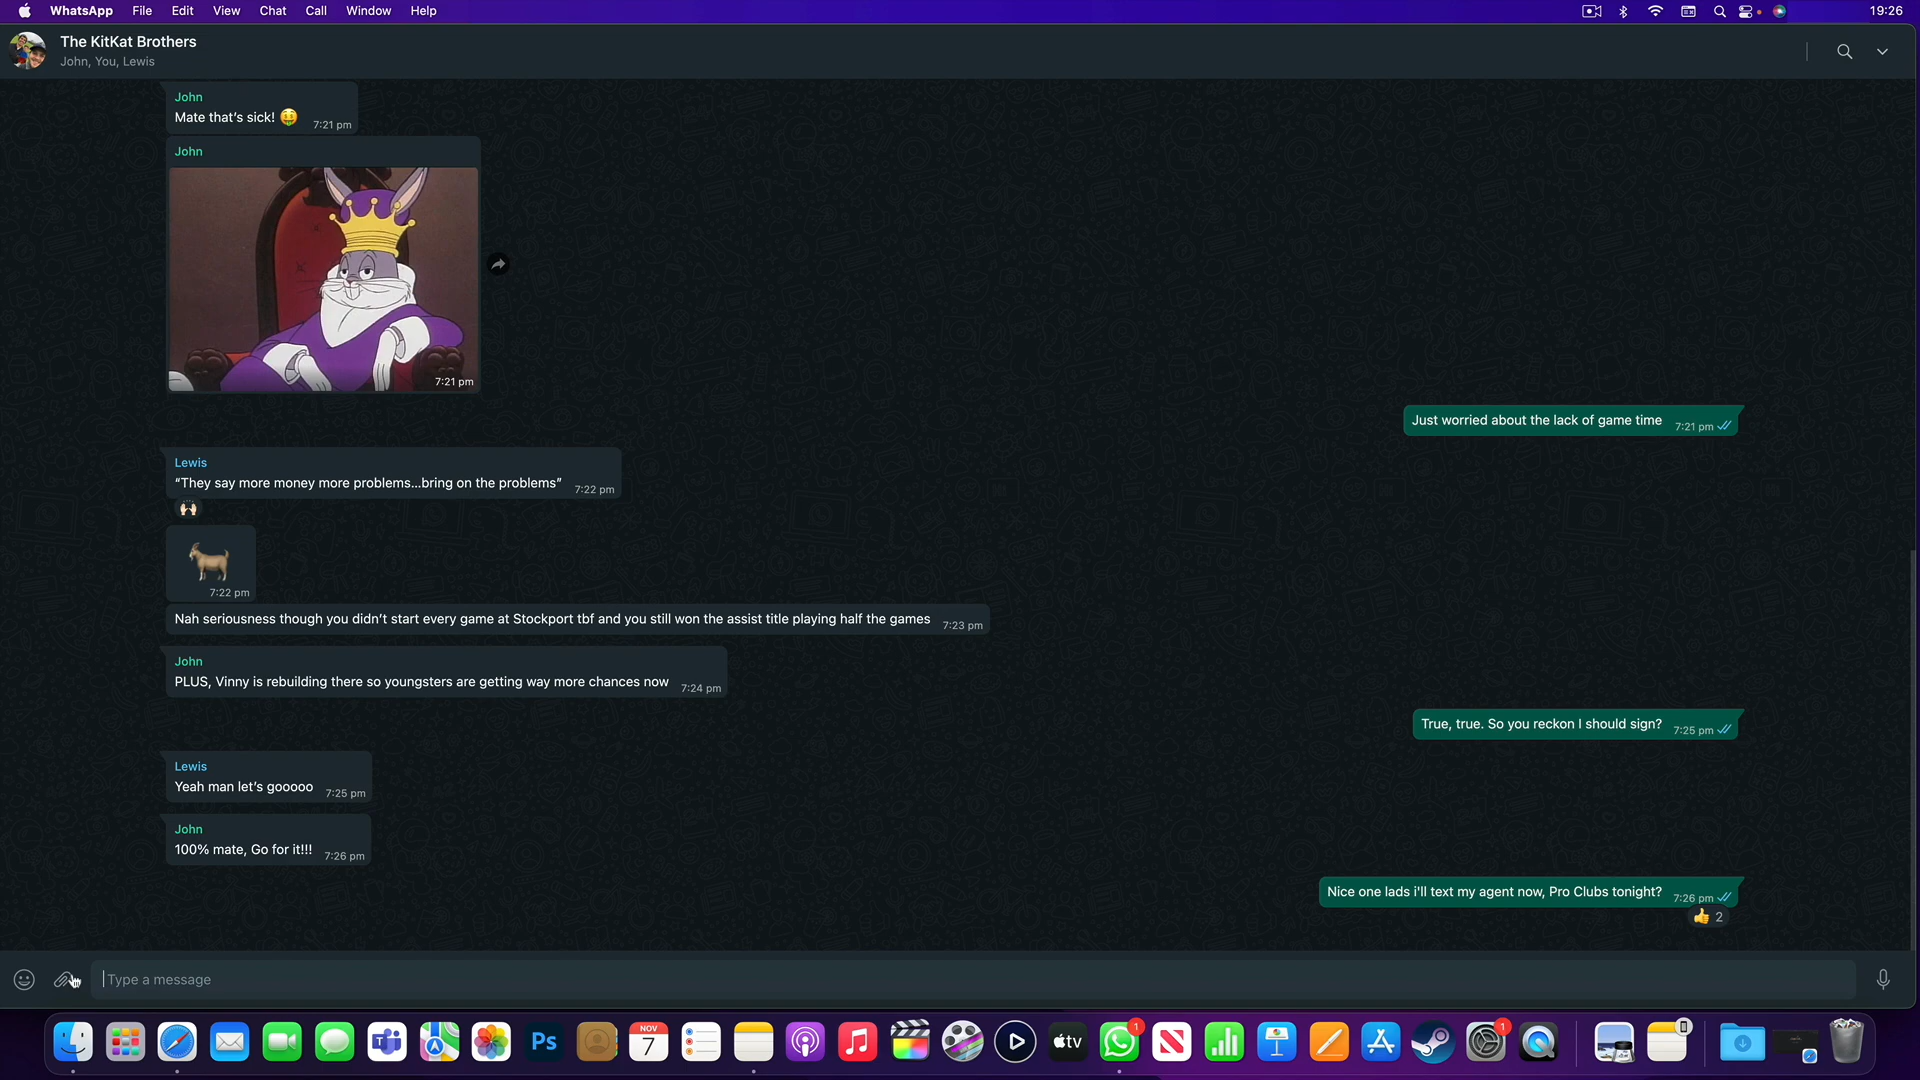 WhatsApp File Edit View Chat Call Window Help 19:26
The KitKat Brothers
John, You, Lewis
John
Mate that’s sick! 🤑 7:21 pm
John
7:21 pm
Just worried about the lack of game time 7:21 pm
Lewis
“They say more money more problems...bring on the problems” 7:22 pm
7:22 pm
Nah seriousness though you didn’t start every game at Stockport tbf and you still won the assist title playing half the games 7:23 pm
John
PLUS, Vinny is rebuilding there so youngsters are getting way more chances now 7:24 pm
True, true. So you reckon I should sign? 7:25 pm
Lewis
Yeah man let’s gooooo 7:25 pm
John
100% mate, Go for it!!! 7:26 pm
Nice one lads i'll text my agent now, Pro Clubs tonight? 7:26 pm
👍 2
Type a message
Ps NOV 7 tv 1 N 1